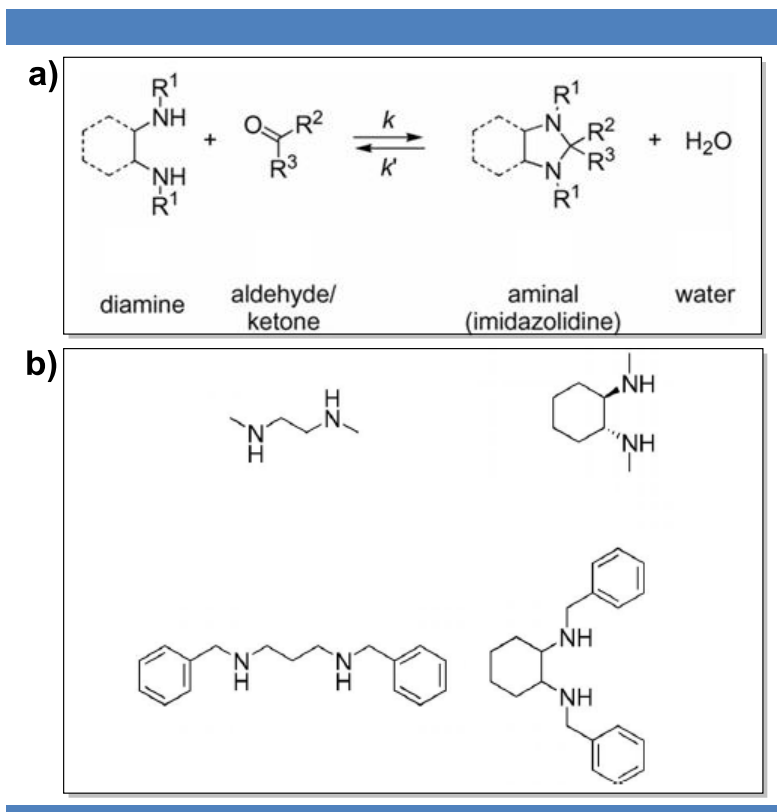 a)
R¹
NH
NH
R¹
+
O
R²
R³
k
k'
R¹
N
R²
R³
N
R¹
+
H₂O
diamine
aldehyde/
ketone
aminal
(imidazolidine)
water
b)
H
N
N
H
NH
NH
N
H
N
H
NH
NH